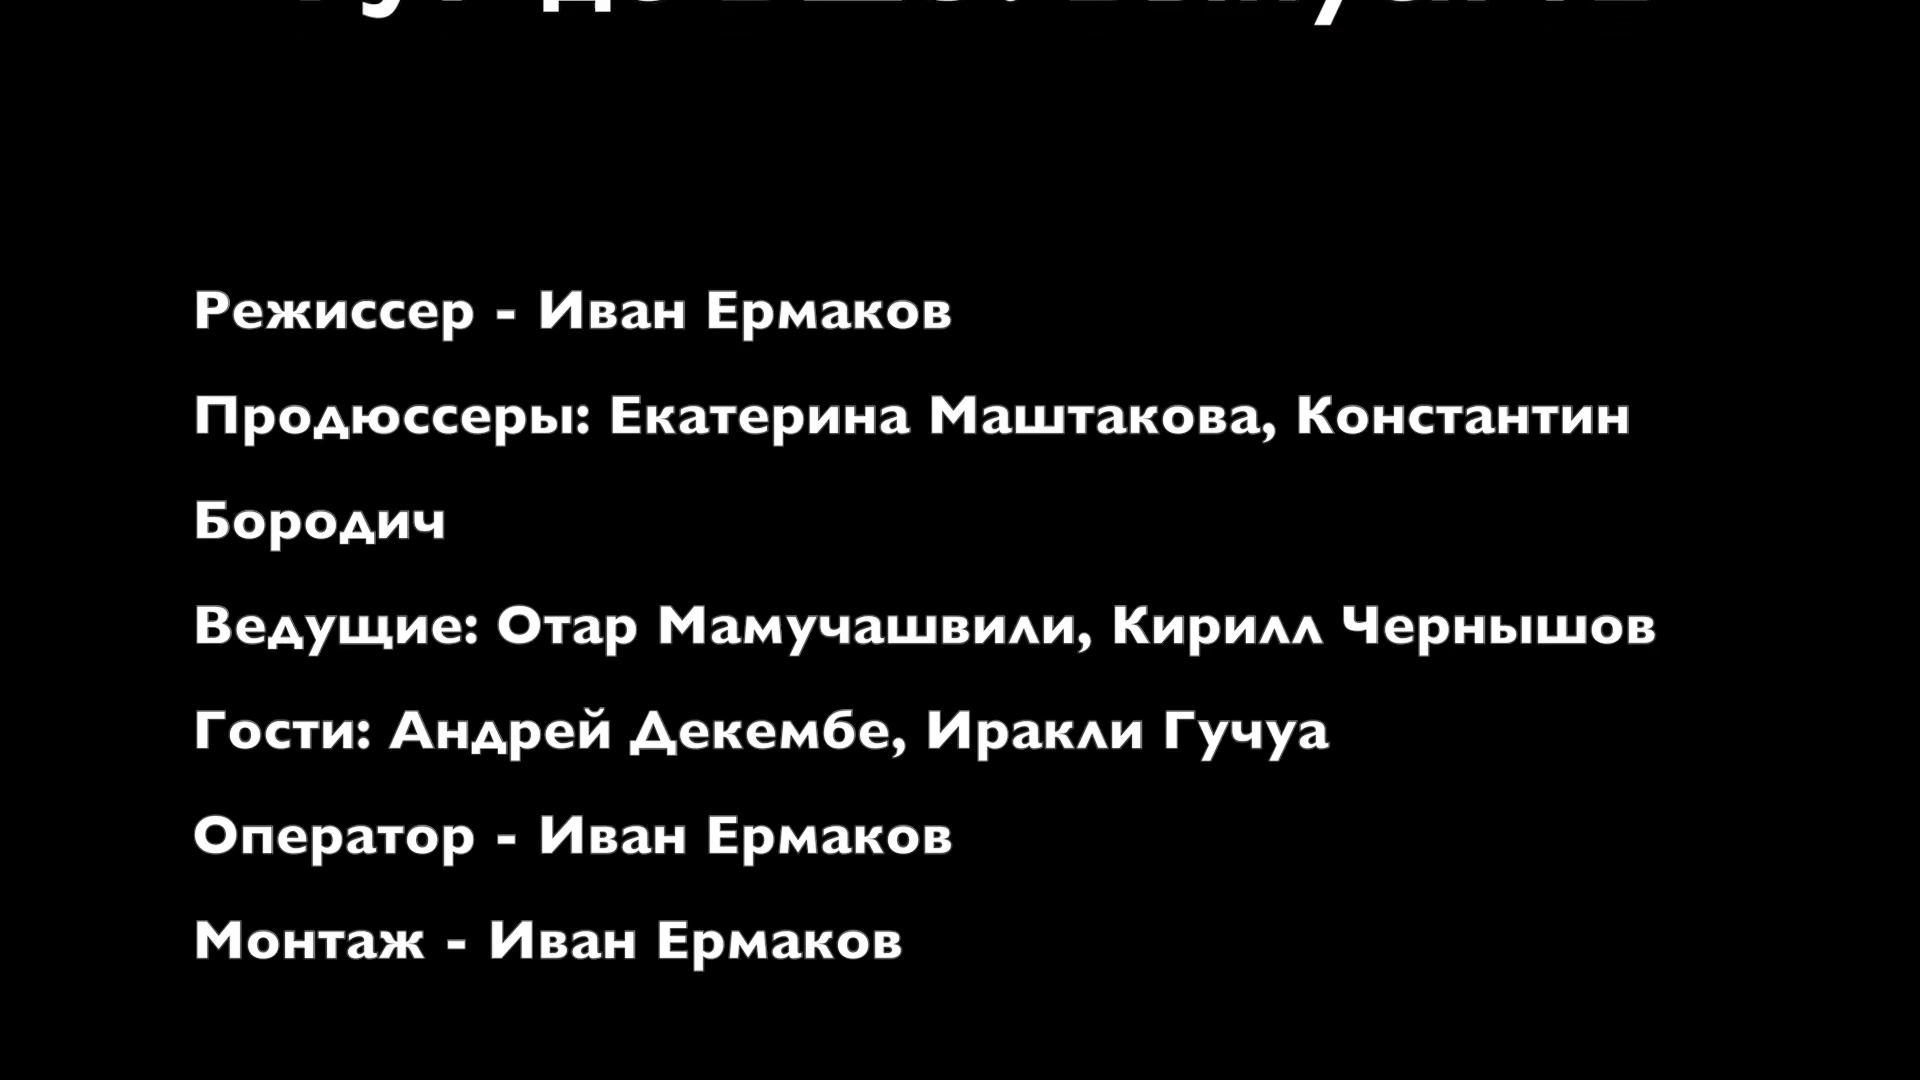 Режиссер - Иван Ермаков
Продюссеры: Екатерина Маштакова, Константин
Бородич
Ведущие: Отар Мамучашвили, Кирилл Чернышов
Гости: Андрей Декембе, Иракли Гучуа
Оператор - Иван Ермаков
Монтаж - Иван Ермаков